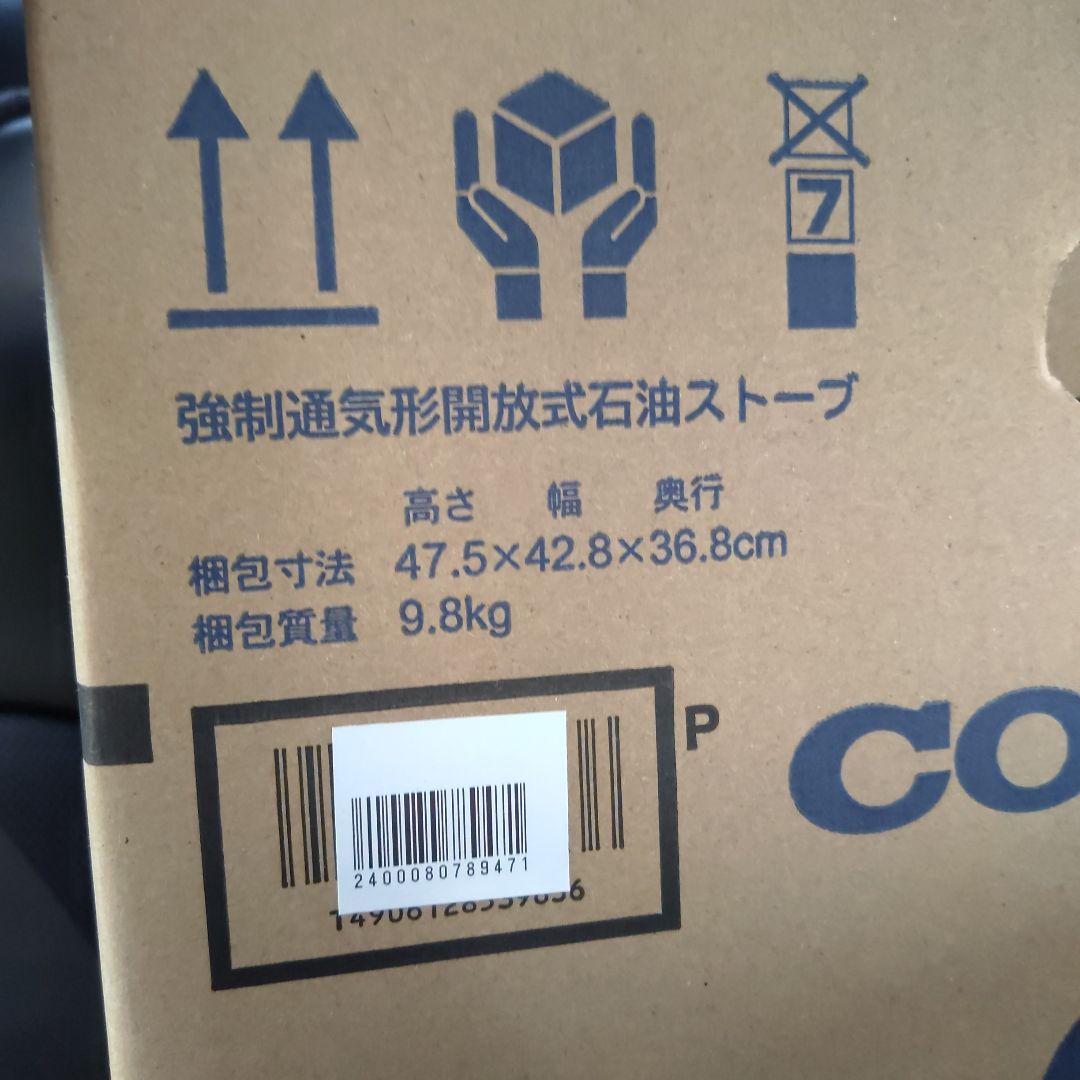 7
強制通気形開放式石油ストーブ
高さ 幅 奥行
梱包寸法 47.5×42.8×36.8cm
梱包質量 9.8kg
P
CO
2400080789471